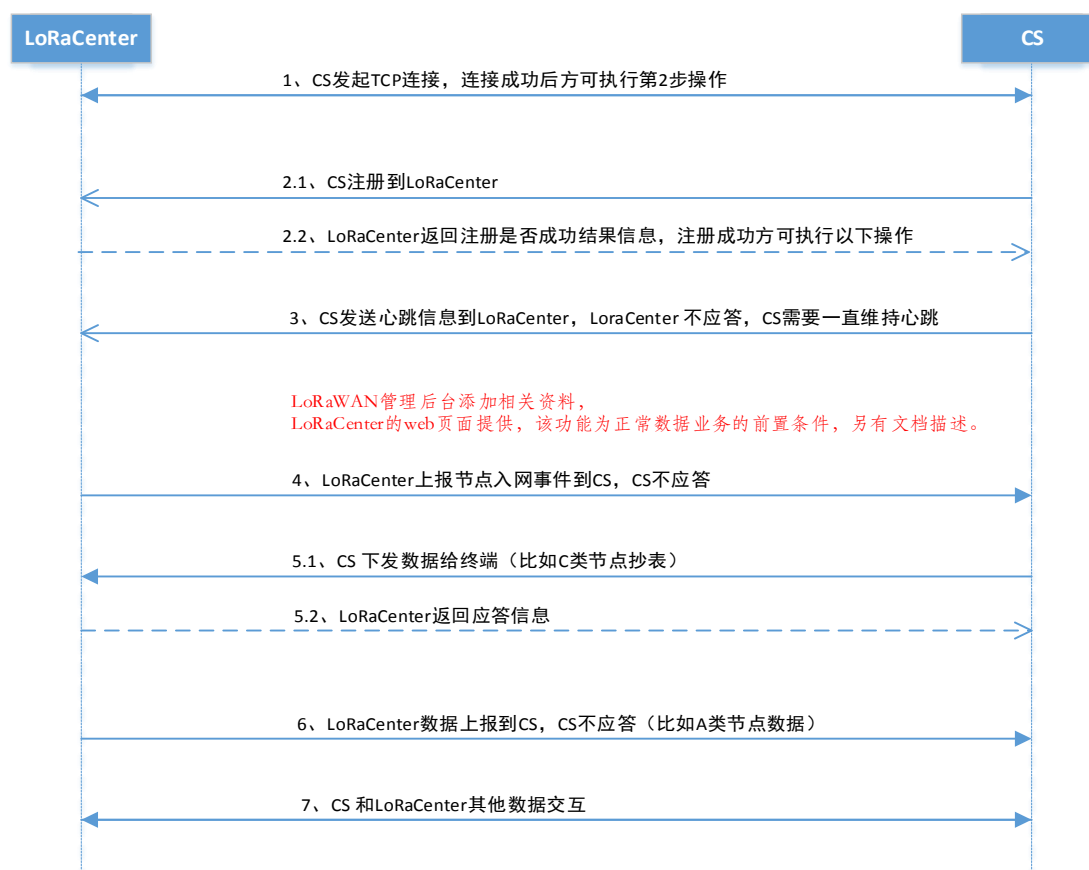 LoRaCenter
CS
1、CS发起TCP连接，连接成功后方可执行第2步操作
2.1、CS注册到LoRaCenter
2.2、LoRaCenter返回注册是否成功结果信息，注册成功方可执行以下操作
3、CS发送心跳信息到LoRaCenter，LoraCenter 不应答，CS需要一直维持心跳
LoRaWAN管理后台添加相关资料，
LoRaCenter的web页面提供，该功能为正常数据业务的前置条件，另有文档描述。
4、LoRaCenter上报节点入网事件到CS，CS不应答
5.1、CS 下发数据给终端（比如C类节点抄表）
5.2、LoRaCenter返回应答信息
6、LoRaCenter数据上报到CS，CS不应答（比如A类节点数据）
7、CS 和LoRaCenter其他数据交互